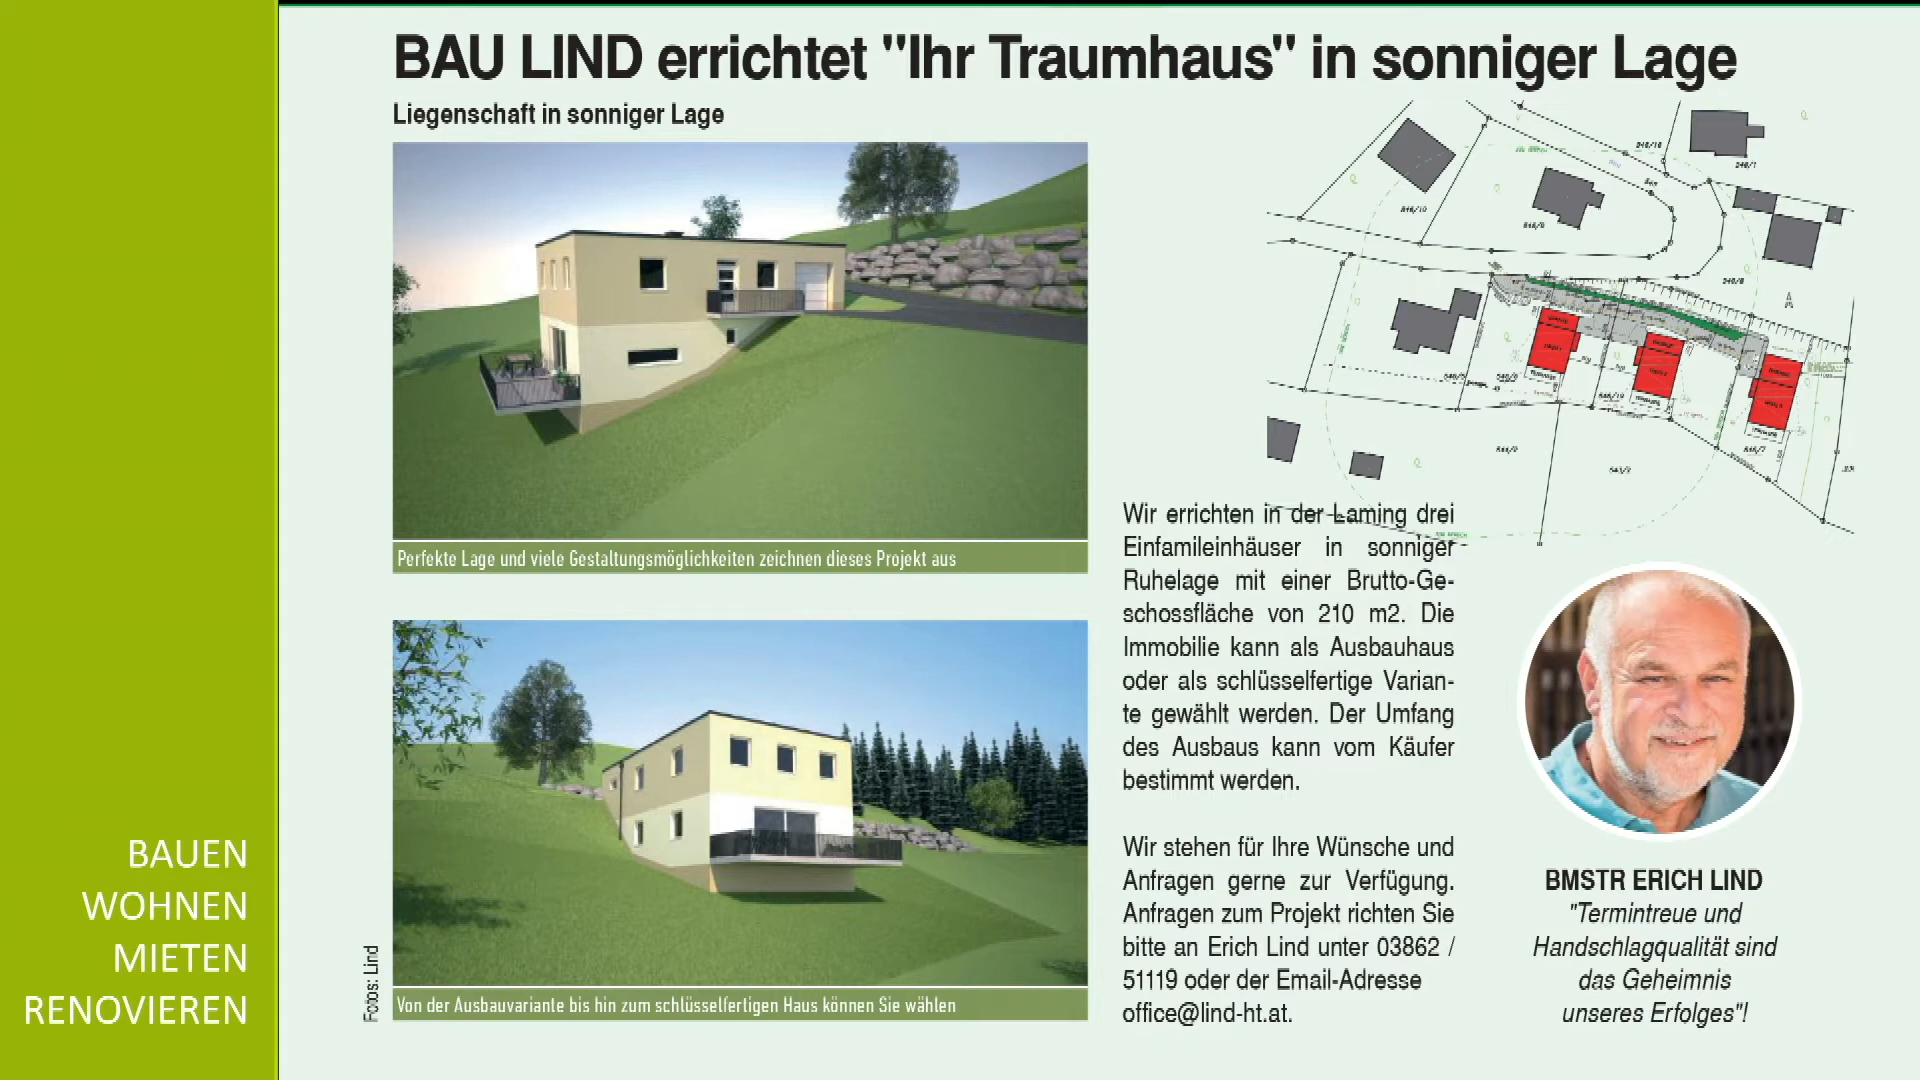 BAU LIND errichtet "Ihr Traumhaus" in sonniger Lage
Liegenschaft in sonniger Lage
Perfekte Lage und viele Gestaltungsmöglichkeiten zeichnen dieses Projekt aus
Von der Ausbauvariante bis hin zum schlüsselfertigen Haus können Sie wählen
Fotos: Lind
Wir errichten in der Laming drei
Einfamileinhäuser in sonniger
Ruhelage mit einer Brutto-Ge-
schossfläche von 210 m2. Die
Immobilie kann als Ausbauhaus
oder als schlüsselfertige Varian-
te gewählt werden. Der Umfang
des Ausbaus kann vom Käufer
bestimmt werden.
Wir stehen für Ihre Wünsche und
Anfragen gerne zur Verfügung.
Anfragen zum Projekt richten Sie
bitte an Erich Lind unter 03862 /
51119 oder der Email-Adresse
office@lind-ht.at.
BMSTR ERICH LIND
"Termintreue und
Handschlagqualität sind
das Geheimnis
unseres Erfolges"!
BAUEN
WOHNEN
MIETEN
RENOVIEREN